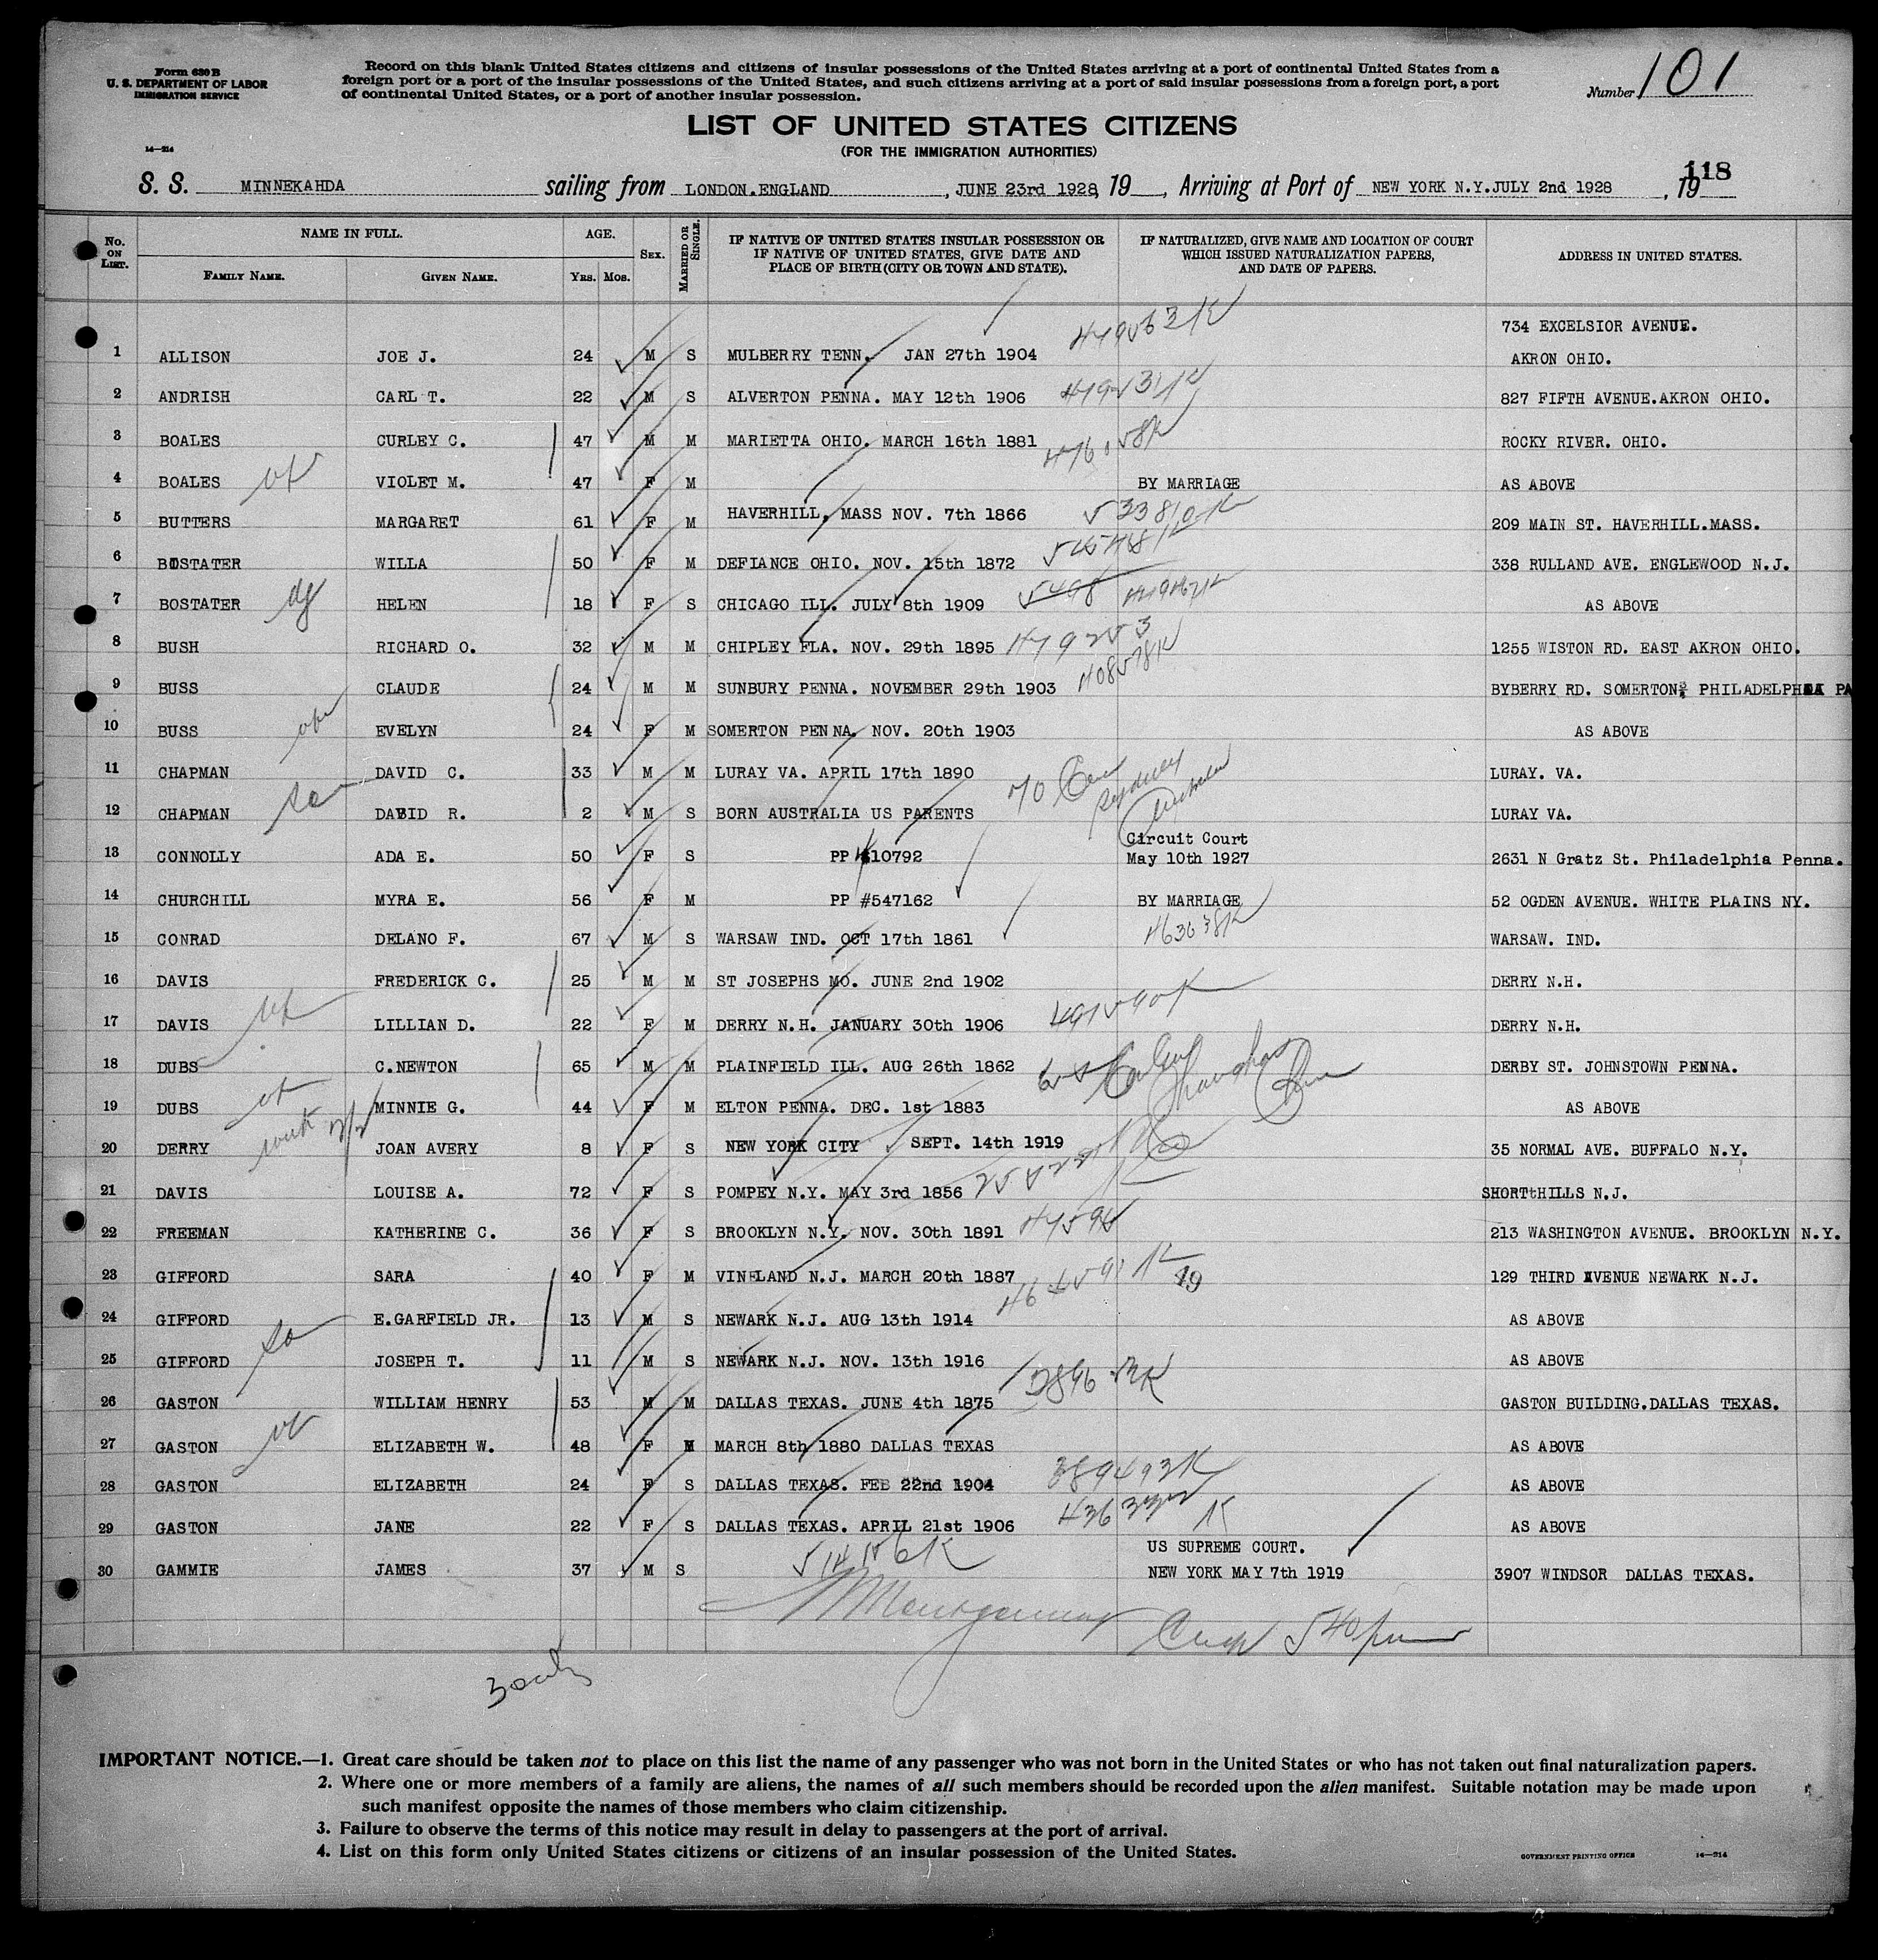 Form 630 B
U. S. DEPARTMENT OF LABOR
IMMIGRATION SERVICE
14—214
Record on this blank United States citizens and citizens of insular possessions of the United States arriving at a port of continental United States from a
foreign port or a port of the insular possessions of the United States, and such citizens arriving at a port of said insular possessions from a foreign port, a port
of continental United States, or a port of another insular possession.
Number 101
LIST OF UNITED STATES CITIZENS
(FOR THE IMMIGRATION AUTHORITIES)
118
S. S. MINNEKAHDA sailing from LONDON.ENGLAND, JUNE 23rd 1928, 19 , Arriving at Port of NEW YORK N.Y.JULY 2nd 1928, 19
No. ON LIST. NAME IN FULL. FAMILY NAME. GIVEN NAME. AGE. YRS. MOS. SEX. MARRIED OR SINGLE. IF NATIVE OF UNITED STATES INSULAR POSSESSION OR IF NATIVE OF UNITED STATES, GIVE DATE AND PLACE OF BIRTH (CITY OR TOWN AND STATE). IF NATURALIZED, GIVE NAME AND LOCATION OF COURT WHICH ISSUED NATURALIZATION PAPERS, AND DATE OF PAPERS. ADDRESS IN UNITED STATES.
734 EXCELSIOR AVENUE.
1 ALLISON JOE J. 24 M S MULBERRY TENN. JAN 27th 1904 AKRON OHIO.
2 ANDRISH CARL T. 22 M S ALVERTON PENNA. MAY 12th 1906 827 FIFTH AVENUE.AKRON OHIO.
3 BOALES CURLEY C. 47 M M MARIETTA OHIO. MARCH 16th 1881 ROCKY RIVER. OHIO.
4 BOALES VIOLET M. 47 F M BY MARRIAGE AS ABOVE
5 BUTTERS MARGARET 61 F M HAVERHILL, MASS NOV. 7th 1866 209 MAIN ST. HAVERHILL.MASS.
6 BOSTATER WILLA 50 F M DEFIANCE OHIO. NOV. 15th 1872 338 RULLAND AVE. ENGLEWOOD N.J.
7 BOSTATER HELEN 18 F S CHICAGO ILL. JULY 8th 1909 AS ABOVE
8 BUSH RICHARD O. 32 M M CHIPLEY FLA. NOV. 29th 1895 1255 WISTON RD. EAST AKRON OHIO.
9 BUSS CLAUDE 24 M M SUNBURY PENNA. NOVEMBER 29th 1903 BYBERRY RD. SOMERTON, PHILADELPHIA PA
10 BUSS EVELYN 24 F M SOMERTON PENNA. NOV. 20th 1903 AS ABOVE
11 CHAPMAN DAVID C. 33 M M LURAY VA. APRIL 17th 1890 LURAY. VA.
12 CHAPMAN DAVID R. 2 M S BORN AUSTRALIA US PARENTS LURAY VA.
Circuit Court
13 CONNOLLY ADA E. 50 F S PP #10792 May 10th 1927 2631 N Gratz St. Philadelphia Penna.
14 CHURCHILL MYRA E. 56 F M PP #547162 BY MARRIAGE 52 OGDEN AVENUE. WHITE PLAINS NY.
15 CONRAD DELANO F. 67 M S WARSAW IND. OCT 17th 1861 WARSAW. IND.
16 DAVIS FREDERICK C. 25 M M ST JOSEPHS MO. JUNE 2nd 1902 DERRY N.H.
17 DAVIS LILLIAN D. 22 F M DERRY N.H. JANUARY 30th 1906 DERRY N.H.
18 DUBS C.NEWTON 65 M M PLAINFIELD ILL. AUG 26th 1862 DERBY ST. JOHNSTOWN PENNA.
19 DUBS MINNIE G. 44 F M ELTON PENNA. DEC. 1st 1883 AS ABOVE
20 DERRY JOAN AVERY 8 F S NEW YORK CITY SEPT. 14th 1919 35 NORMAL AVE. BUFFALO N.Y.
21 DAVIS LOUISE A. 72 F S POMPEY N.Y. MAY 3rd 1856 SHORTtHILLS N.J.
22 FREEMAN KATHERINE C. 36 F S BROOKLYN N.Y. NOV. 30th 1891 213 WASHINGTON AVENUE. BROOKLYN N.Y.
23 GIFFORD SARA 40 F M VINELAND N.J. MARCH 20th 1887 129 THIRD AVENUE NEWARK N.J.
24 GIFFORD E.GARFIELD JR. 13 M S NEWARK N.J. AUG 13th 1914 AS ABOVE
25 GIFFORD JOSEPH T. 11 M S NEWARK N.J. NOV. 13th 1916 AS ABOVE
26 GASTON WILLIAM HENRY 53 M M DALLAS TEXAS. JUNE 4th 1875 GASTON BUILDING.DALLAS TEXAS.
27 GASTON ELIZABETH W. 48 F M MARCH 8th 1880 DALLAS TEXAS AS ABOVE
28 GASTON ELIZABETH 24 F S DALLAS TEXAS. FEB 22nd 1904 AS ABOVE
29 GASTON JANE 22 F S DALLAS TEXAS. APRIL 21st 1906 AS ABOVE
US SUPREME COURT.
30 GAMMIE JAMES 37 M S NEW YORK MAY 7th 1919 3907 WINDSOR DALLAS TEXAS.
IMPORTANT NOTICE.—1. Great care should be taken not to place on this list the name of any passenger who was not born in the United States or who has not taken out final naturalization papers.
2. Where one or more members of a family are aliens, the names of all such members should be recorded upon the alien manifest. Suitable notation may be made upon
such manifest opposite the names of those members who claim citizenship.
3. Failure to observe the terms of this notice may result in delay to passengers at the port of arrival.
4. List on this form only United States citizens or citizens of an insular possession of the United States.
GOVERNMENT PRINTING OFFICE 14—214